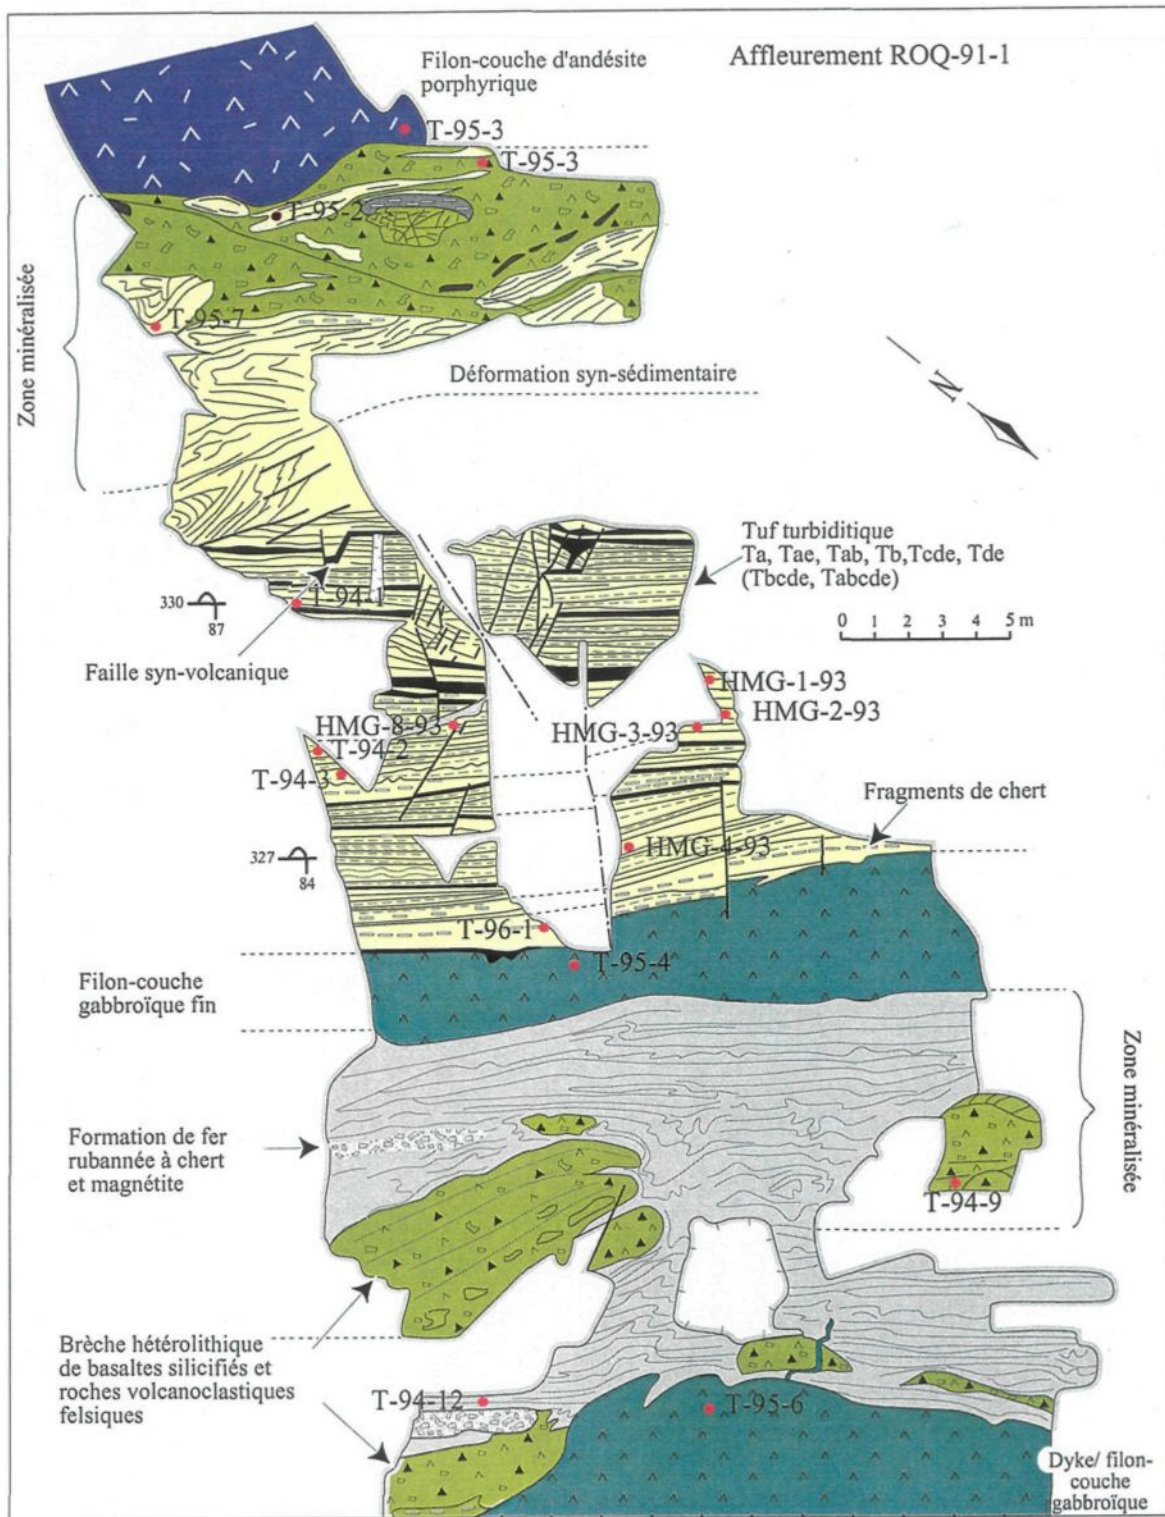 Affleurement ROQ-91-1
Filon-couche d'andésite
porphyrique
T-95-3
T-95-3
T-95-2
Zone minéralisée
T-95-7
Déformation syn-sédimentaire
N
Tuf turbiditique
Ta, Tae, Tab, Tb,Tcde, Tde
(Tbcde, Tabcde)
330
87
T-94-1
0 1 2 3 4 5 m
Faille syn-volcanique
HMG-1-93
HMG-2-93
HMG-8-93
HMG-3-93
T-94-2
T-94-3
Fragments de chert
HMG-4-93
327
84
T-96-1
T-95-4
Filon-couche
gabbroïque fin
Zone minéralisée
Formation de fer
rubannée à chert
et magnétite
T-94-9
Brèche hétérolithique
de basaltes silicifiés et
roches volcanoclastiques
felsiques
T-94-12
T-95-6
Dyke/ filon-
couche
gabbroïque